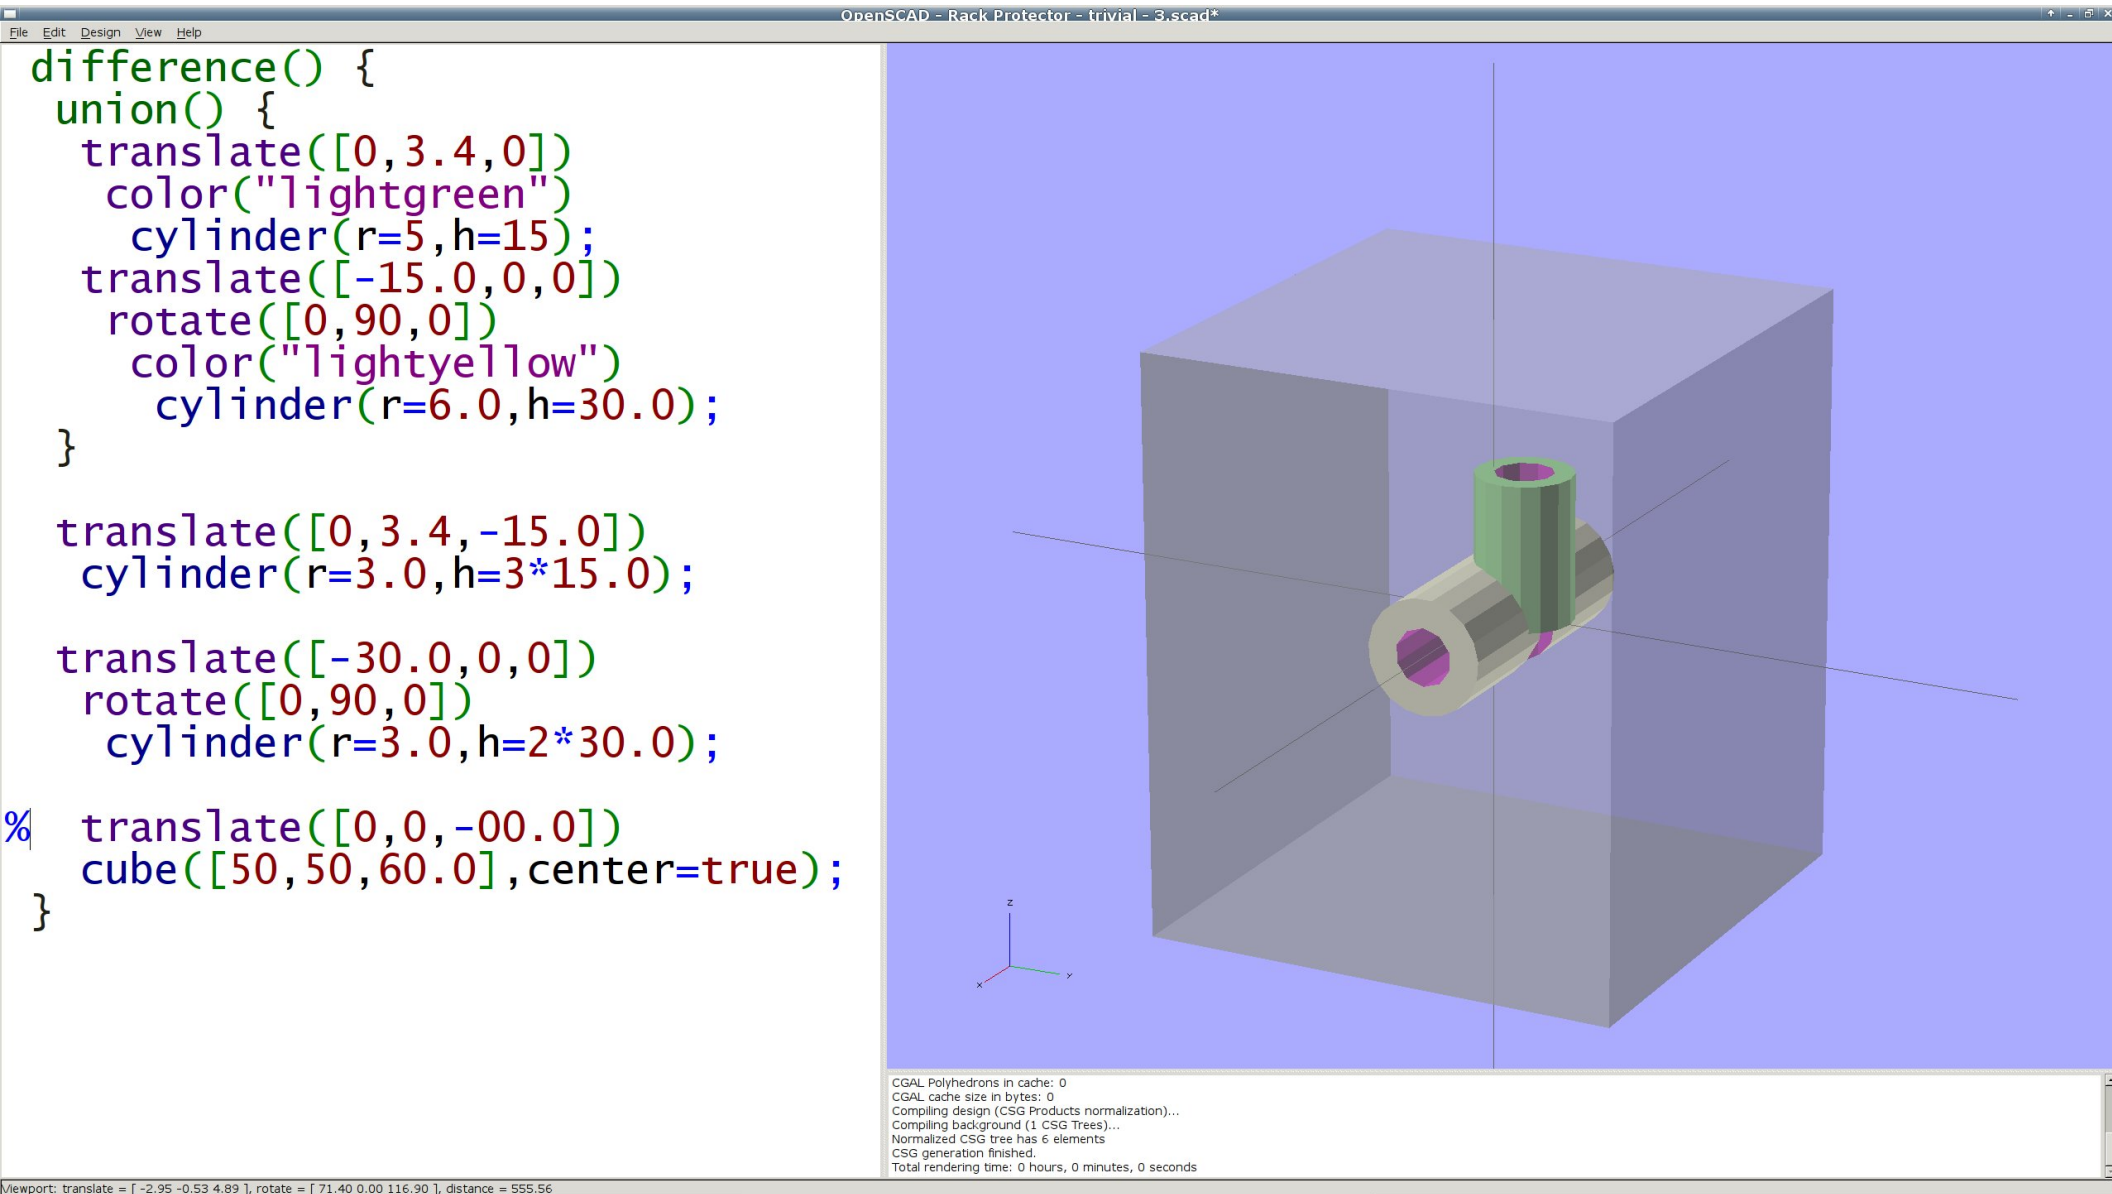 OpenSCAD - Rack Protector - trivial - 3.scad*
File Edit Design View Help
difference() {
union() {
translate([0,3.4,0])
color("lightgreen")
cylinder(r=5,h=15);
translate([-15.0,0,0])
rotate([0,90,0])
color("lightyellow")
cylinder(r=6.0,h=30.0);
}
translate([0,3.4,-15.0])
cylinder(r=3.0,h=3*15.0);
translate([-30.0,0,0])
rotate([0,90,0])
cylinder(r=3.0,h=2*30.0);
% translate([0,0,-00.0])
cube([50,50,60.0],center=true);
}
z
x
y
CGAL Polyhedrons in cache: 0
CGAL cache size in bytes: 0
Compiling design (CSG Products normalization)...
Compiling background (1 CSG Trees)...
Normalized CSG tree has 6 elements
CSG generation finished.
Total rendering time: 0 hours, 0 minutes, 0 seconds
Viewport: translate = [ -2.95 -0.53 4.89 ], rotate = [ 71.40 0.00 116.90 ], distance = 555.56